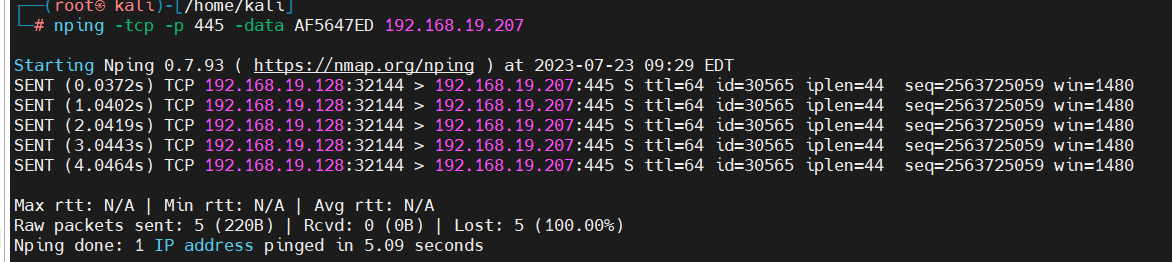 ┌──(root㉿kali)-[/home/kali]
└─# nping -tcp -p 445 -data AF5647ED 192.168.19.207
Starting Nping 0.7.93 ( https://nmap.org/nping ) at 2023-07-23 09:29 EDT
SENT (0.0372s) TCP 192.168.19.128:32144 > 192.168.19.207:445 S ttl=64 id=30565 iplen=44  seq=2563725059 win=1480
SENT (1.0402s) TCP 192.168.19.128:32144 > 192.168.19.207:445 S ttl=64 id=30565 iplen=44  seq=2563725059 win=1480
SENT (2.0419s) TCP 192.168.19.128:32144 > 192.168.19.207:445 S ttl=64 id=30565 iplen=44  seq=2563725059 win=1480
SENT (3.0443s) TCP 192.168.19.128:32144 > 192.168.19.207:445 S ttl=64 id=30565 iplen=44  seq=2563725059 win=1480
SENT (4.0464s) TCP 192.168.19.128:32144 > 192.168.19.207:445 S ttl=64 id=30565 iplen=44  seq=2563725059 win=1480
Max rtt: N/A | Min rtt: N/A | Avg rtt: N/A
Raw packets sent: 5 (220B) | Rcvd: 0 (0B) | Lost: 5 (100.00%)
Nping done: 1 IP address pinged in 5.09 seconds